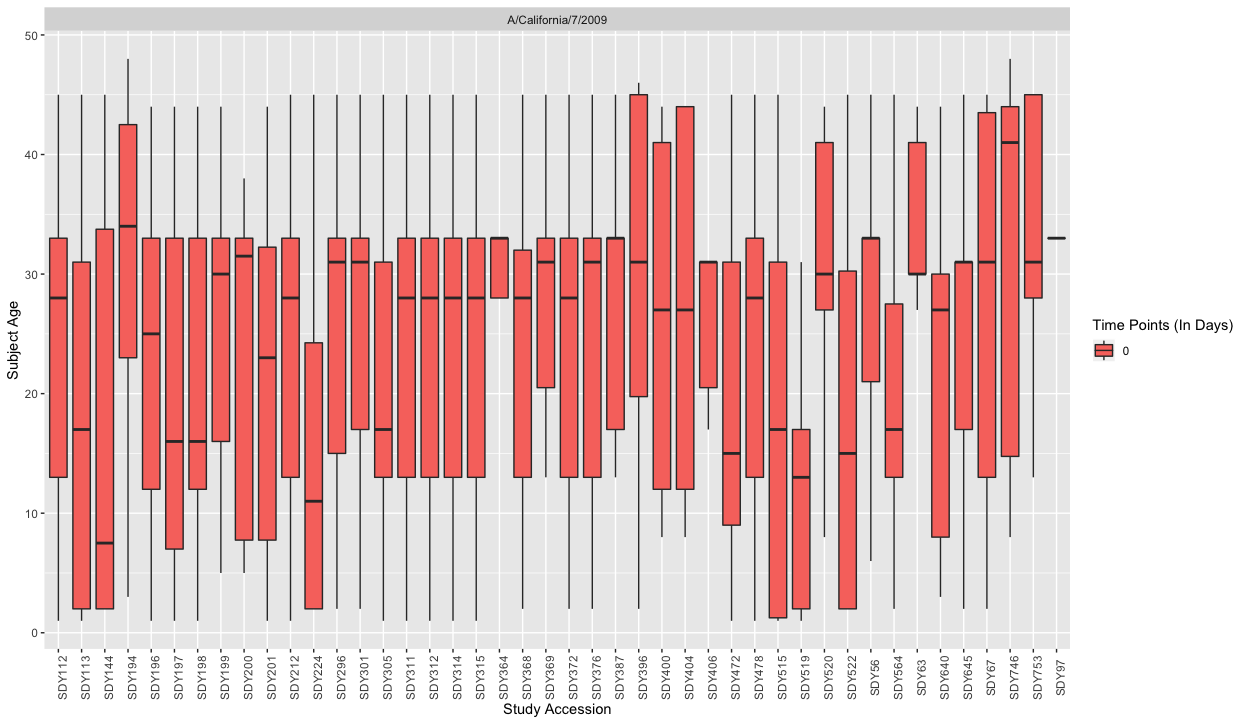 A/California/7/2009
50
40
30
20
10
0
Subject Age
SDY112
SDY113
SDY144
SDY194
SDY196
SDY197
SDY198
SDY199
SDY200
SDY201
SDY212
SDY224
SDY296
SDY301
SDY305
SDY311
SDY312
SDY314
SDY315
SDY364
SDY368
SDY369
SDY372
SDY376
SDY387
SDY396
SDY400
SDY404
SDY406
SDY472
SDY478
SDY515
SDY519
SDY520
SDY522
SDY56
SDY564
SDY63
SDY640
SDY645
SDY67
SDY746
SDY753
SDY97
Study Accession
Time Points (In Days)
0